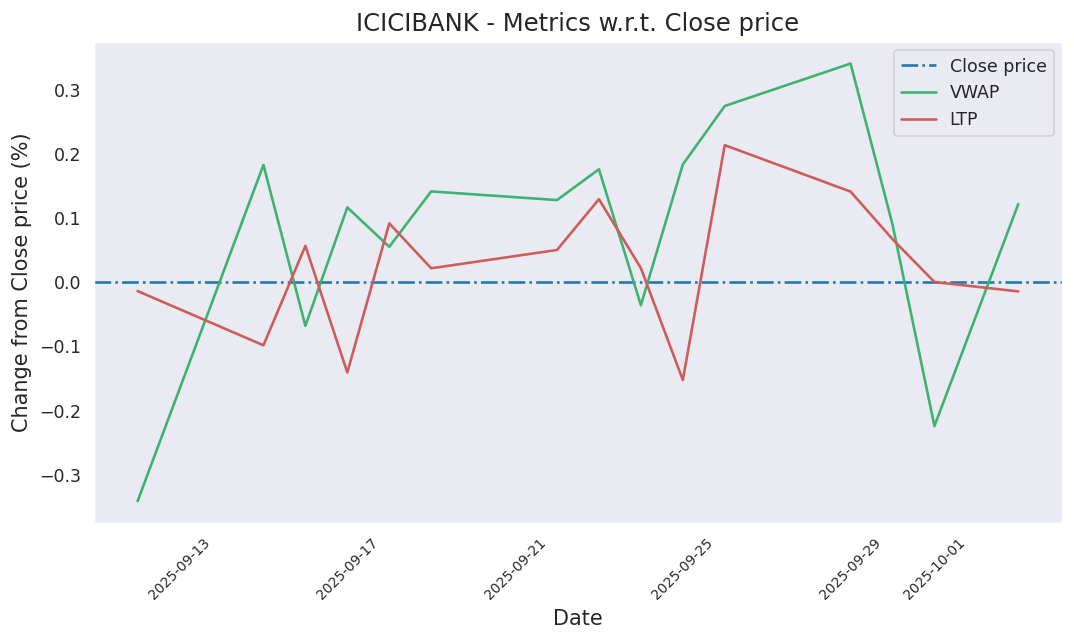 ICICIBANK - Metrics w.r.t. Close price
Close price
VWAP
LTP
Change from Close price (%)
0.3
0.2
0.1
0.0
−0.1
−0.2
−0.3
2025-09-13
2025-09-17
2025-09-21
2025-09-25
2025-09-29
2025-10-01
Date